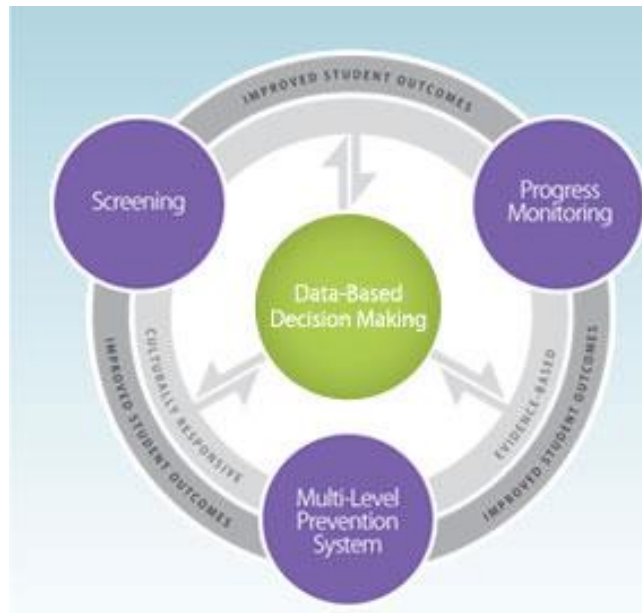 IMPROVED STUDENT OUTCOMES
Screening
Progress
Monitoring
Data-Based
Decision Making
IMPROVED STUDENT OUTCOMES
CULTURALLY RESPONSIVE
EVIDENCE-BASED
IMPROVED STUDENT OUTCOMES
Multi-Level
Prevention
System